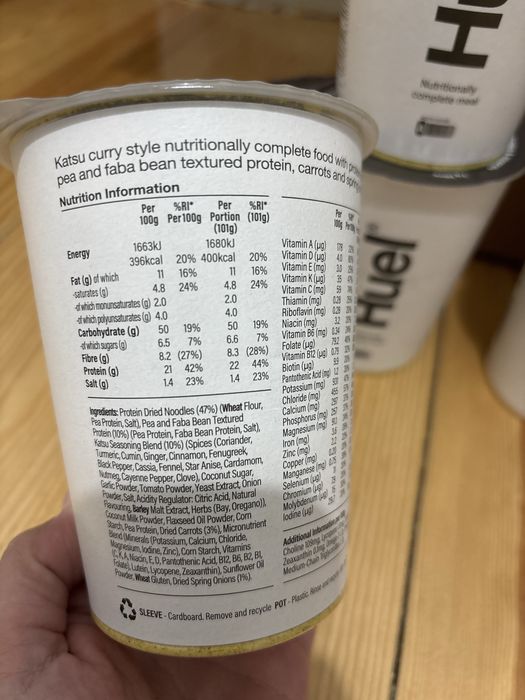 Huel
Nutritionally
complete meal
Huel®
Katsu curry style nutritionally complete food with
pea and faba bean textured protein, carrots and
Nutrition Information
Per 100g %RI* Per 100g Per Portion (101g) %RI* (101g)
Energy 1663kJ 1680kJ
396kcal 20% 400kcal 20%
Fat (g) of which 11 16% 11 16%
-saturates (g) 4.8 24% 4.8 24%
-of which monounsaturates (g) 2.0 2.0
-of which polyunsaturates (g) 4.0 4.0
Carbohydrate (g) 50 19% 50 19%
-of which sugars (g) 6.5 7% 6.6 7%
Fibre (g) 8.2 (27%) 8.3 (28%)
Protein (g) 21 42% 22 44%
Salt (g) 1.4 23% 1.4 23%
Ingredients: Protein Dried Noodles (47%) (Wheat Flour,
Pea Protein, Salt), Pea and Faba Bean Textured
Protein (10%) (Pea Protein, Faba Bean Protein, Salt),
Katsu Seasoning Blend (10%) (Spices (Coriander,
Turmeric, Cumin, Ginger, Cinnamon, Fenugreek,
Black Pepper, Cassia, Fennel, Star Anise, Cardamom,
Nutmeg, Cayenne Pepper, Clove), Coconut Sugar,
Garlic Powder, Tomato Powder, Yeast Extract, Onion
Powder, Salt, Acidity Regulator: Citric Acid, Natural
Flavouring, Barley Malt Extract, Herbs (Bay, Oregano)),
Coconut Milk Powder, Flaxseed Oil Powder, Corn
Starch, Pea Protein, Dried Carrots (3%), Micronutrient
Blend (Minerals (Potassium, Calcium, Chloride,
Magnesium, Iodine, Zinc), Corn Starch, Vitamins
K, A, Niacin, E, D, Pantothenic Acid, B12, B6, B2, B1,
Folate), Lutein, Lycopene, Zeaxanthin), Sunflower Oil
Powder, Wheat Gluten, Dried Spring Onions (1%).
Per 100g
Vitamin A (µg)
Vitamin D (µg)
Vitamin E (mg)
Vitamin K (µg)
Vitamin C (mg)
Thiamin (mg)
Riboflavin (mg)
Niacin (mg)
Vitamin B6 (mg)
Folate (µg)
Vitamin B12 (µg)
Biotin (µg)
Pantothenic Acid (mg)
Potassium (mg)
Chloride (mg)
Calcium (mg)
Phosphorus (mg)
Magnesium (mg)
Iron (mg)
Zinc (mg)
Copper (mg)
Manganese (mg)
Selenium (µg)
Chromium (µg)
Molybdenum (µg)
Iodine (µg)
Additional Information
Choline
Zeaxanthin
Medium-Chain
SLEEVE - Cardboard. Remove and recycle POT - Plastic. Rinse and